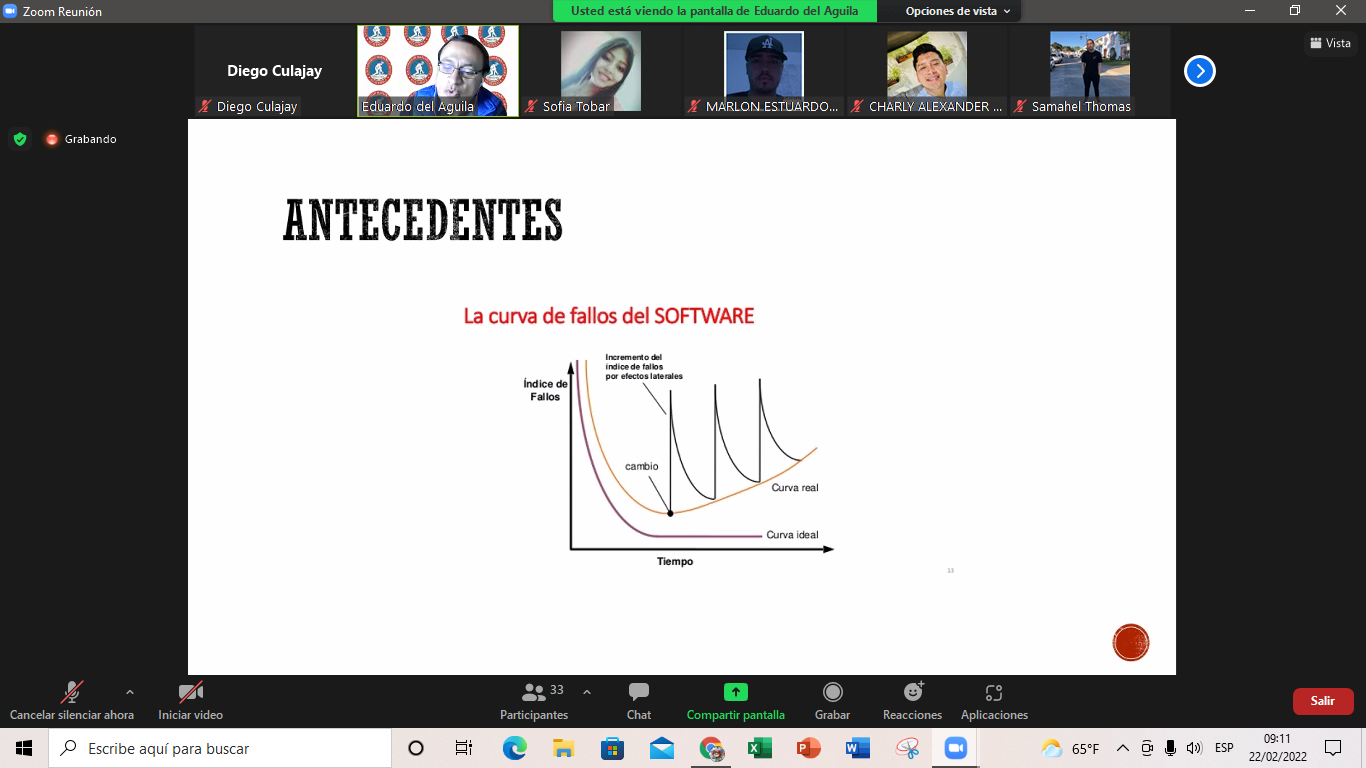 Zoom Reunión
Usted está viendo la pantalla de Eduardo del Aguila
Opciones de vista
Diego Culajay
Diego Culajay
Eduardo del Aguila
Sofia Tobar
MARLON ESTUARDO...
CHARLY ALEXANDER ...
Samahel Thomas
Vista
Grabando
ANTECEDENTES
La curva de fallos del SOFTWARE
Incremento del
índice de fallos
por efectos laterales
Índice de
Fallos
cambio
Curva real
Curva ideal
Tiempo
13
Cancelar silenciar ahora
Iniciar video
33
Participantes
Chat
Compartir pantalla
Grabar
Reacciones
Aplicaciones
Salir
Escribe aquí para buscar
65°F
ESP
09:11
22/02/2022